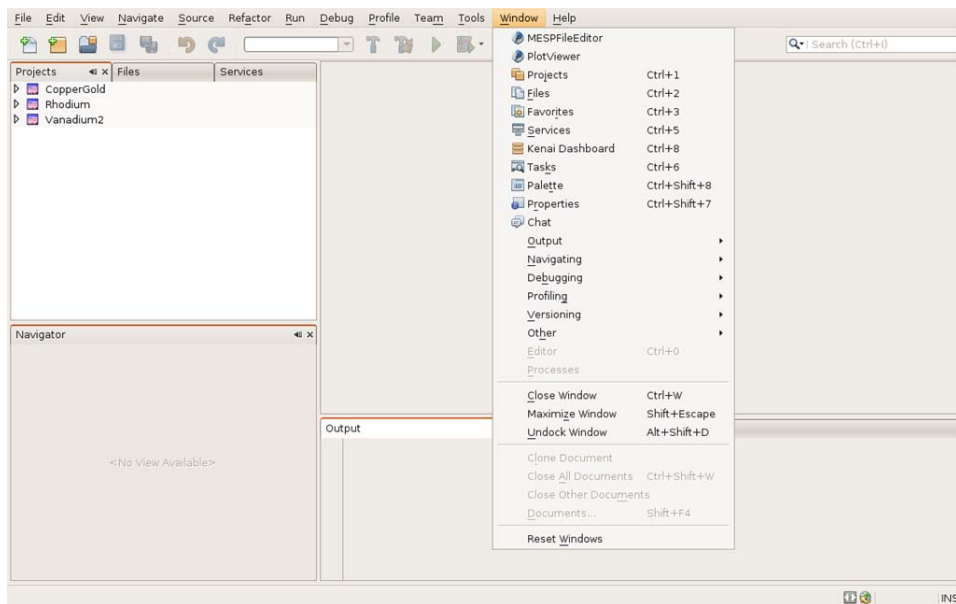 File Edit View Navigate Source Refactor Run Debug Profile Team Tools Window Help
Search (Ctrl+I)
Projects Files Services
CopperGold
Rhodium
Vanadium2
Navigator
<No View Available>
Output
MESPFileEditor
PlotViewer
Projects Ctrl+1
Files Ctrl+2
Favorites Ctrl+3
Services Ctrl+5
Kenai Dashboard Ctrl+8
Tasks Ctrl+6
Palette Ctrl+Shift+8
Properties Ctrl+Shift+7
Chat
Output
Navigating
Debugging
Profiling
Versioning
Other
Editor Ctrl+0
Processes
Close Window Ctrl+W
Maximize Window Shift+Escape
Undock Window Alt+Shift+D
Clone Document
Close All Documents Ctrl+Shift+W
Close Other Documents
Documents... Shift+F4
Reset Windows
INS